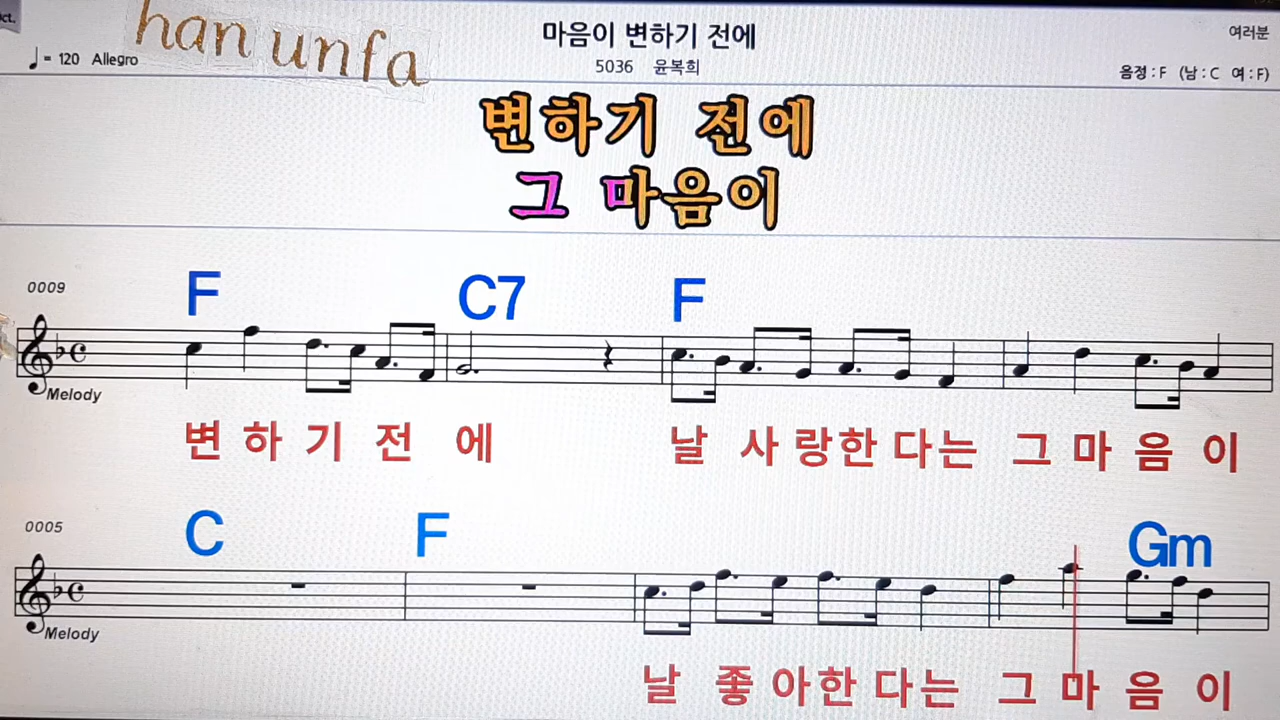 ct.
han unfa
마음이 변하기 전에
여러분
♩= 120 Allegro
5036 윤복희
음정 : F (남 : C 여 : F)
변하기 전에
그 마음이
0009
F C7 F
Melody
변 하 기 전 에 날 사 랑한 다는 그 마 음 이
0005
C F Gm
Melody
날 좋 아한 다는 그 마 음 이